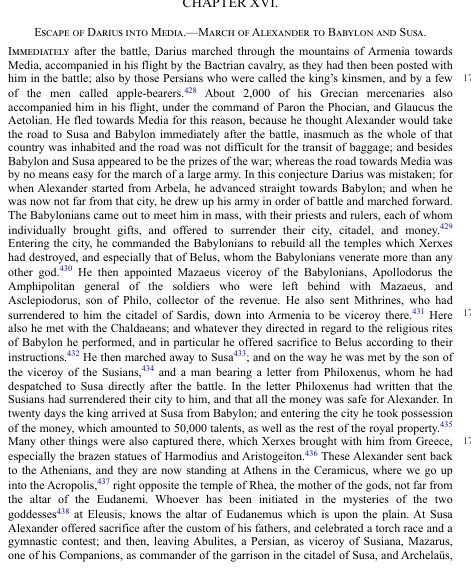 CHAPTER XVI.
Escape of Darius into Media.—March of Alexander to Babylon and Susa.
Immediately after the battle, Darius marched through the mountains of Armenia towards
Media, accompanied in his flight by the Bactrian cavalry, as they had then been posted with
him in the battle; also by those Persians who were called the king's kinsmen, and by a few 17
of the men called apple-bearers.428 About 2,000 of his Grecian mercenaries also
accompanied him in his flight, under the command of Paron the Phocian, and Glaucus the
Aetolian. He fled towards Media for this reason, because he thought Alexander would take
the road to Susa and Babylon immediately after the battle, inasmuch as the whole of that
country was inhabited and the road was not difficult for the transit of baggage; and besides
Babylon and Susa appeared to be the prizes of the war; whereas the road towards Media was
by no means easy for the march of a large army. In this conjecture Darius was mistaken; for
when Alexander started from Arbela, he advanced straight towards Babylon; and when he
was now not far from that city, he drew up his army in order of battle and marched forward.
The Babylonians came out to meet him in mass, with their priests and rulers, each of whom
individually brought gifts, and offered to surrender their city, citadel, and money.429
Entering the city, he commanded the Babylonians to rebuild all the temples which Xerxes
had destroyed, and especially that of Belus, whom the Babylonians venerate more than any
other god.430 He then appointed Mazaeus viceroy of the Babylonians, Apollodorus the
Amphipolitan general of the soldiers who were left behind with Mazaeus, and
Asclepiodorus, son of Philo, collector of the revenue. He also sent Mithrines, who had
surrendered to him the citadel of Sardis, down into Armenia to be viceroy there.431 Here 17
also he met with the Chaldaeans; and whatever they directed in regard to the religious rites
of Babylon he performed, and in particular he offered sacrifice to Belus according to their
instructions.432 He then marched away to Susa433; and on the way he was met by the son of
the viceroy of the Susians,434 and a man bearing a letter from Philoxenus, whom he had
despatched to Susa directly after the battle. In the letter Philoxenus had written that the
Susians had surrendered their city to him, and that all the money was safe for Alexander. In
twenty days the king arrived at Susa from Babylon; and entering the city he took possession
of the money, which amounted to 50,000 talents, as well as the rest of the royal property.435
Many other things were also captured there, which Xerxes brought with him from Greece, 17
especially the brazen statues of Harmodius and Aristogeiton.436 These Alexander sent back
to the Athenians, and they are now standing at Athens in the Ceramicus, where we go up
into the Acropolis,437 right opposite the temple of Rhea, the mother of the gods, not far from
the altar of the Eudanemi. Whoever has been initiated in the mysteries of the two
goddesses438 at Eleusis, knows the altar of Eudanemus which is upon the plain. At Susa
Alexander offered sacrifice after the custom of his fathers, and celebrated a torch race and a
gymnastic contest; and then, leaving Abulites, a Persian, as viceroy of Susiana, Mazarus,
one of his Companions, as commander of the garrison in the citadel of Susa, and Archelaüs,